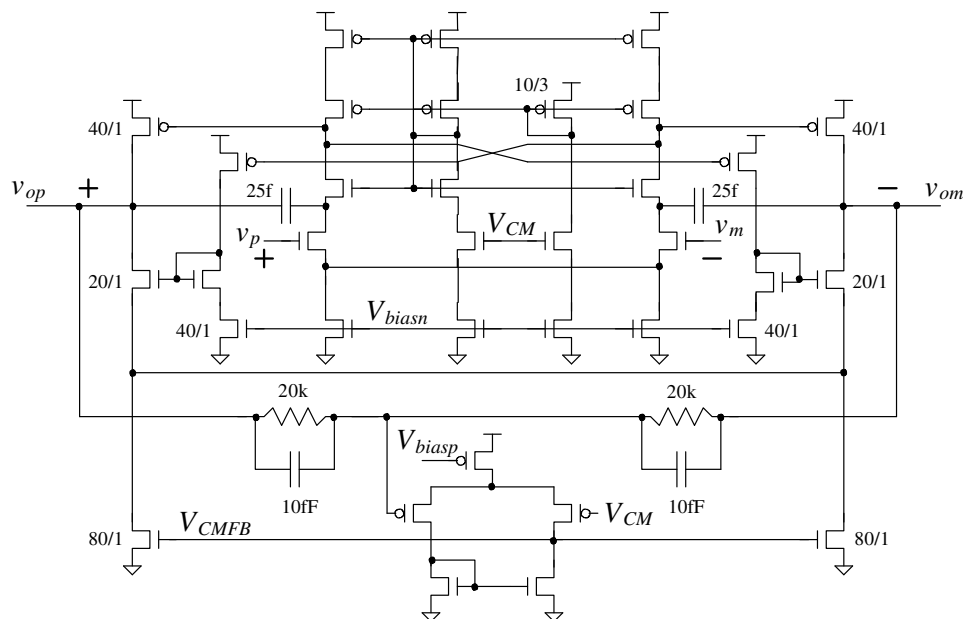 10/3
40/1
40/1
v_op
+
25f
25f
−
v_om
v_p
+
V_CM
v_m
−
20/1
20/1
V_biasn
40/1
40/1
20k
20k
V_biasp
10fF
10fF
V_CM
V_CMFB
80/1
80/1